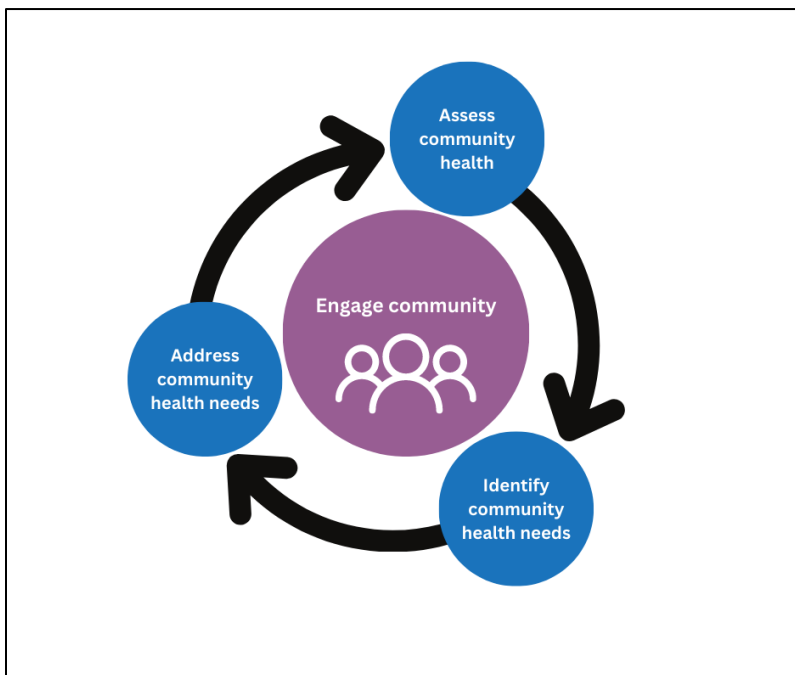 Assess
community
health
Engage community
Address
community
health needs
Identify
community
health needs